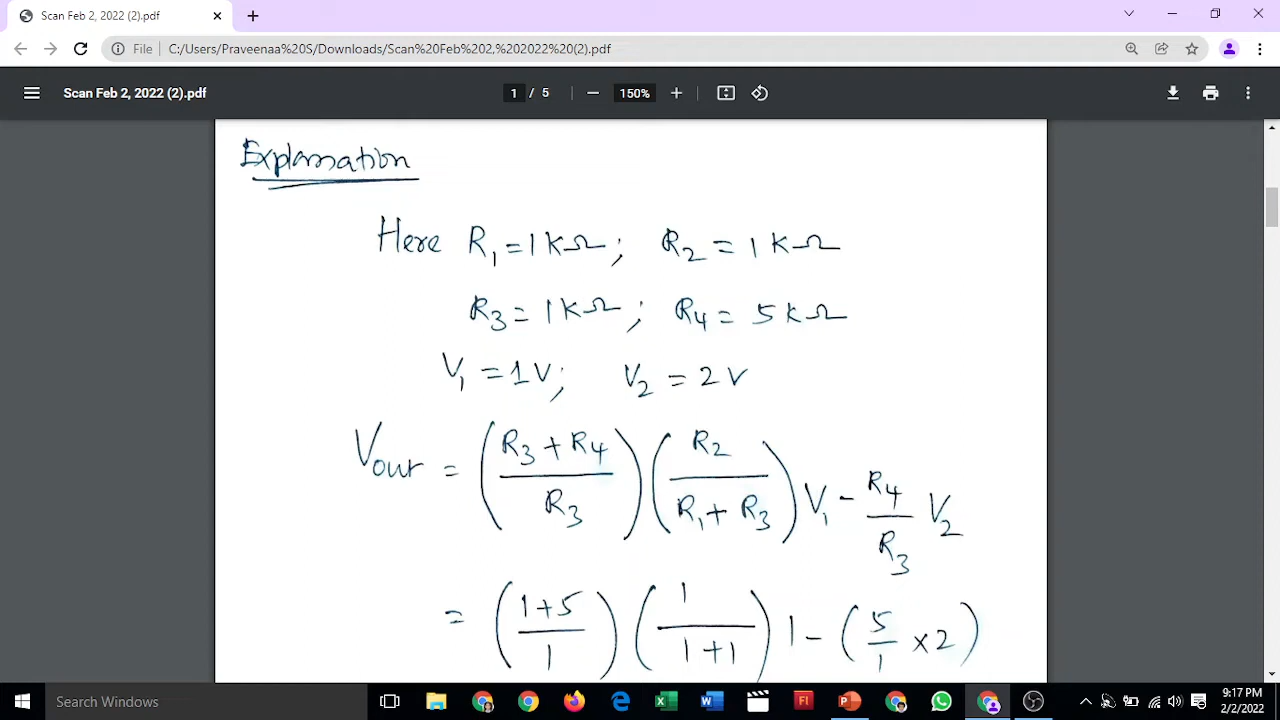 Scan Feb 2, 2022 (2).pdf
File C:/Users/Praveenaa%20S/Downloads/Scan%20Feb%202,%202022%20(2).pdf
Scan Feb 2, 2022 (2).pdf 1 / 5 150%
Explanation
Here R₁ = 1 kΩ ; R₂ = 1 kΩ
R₃ = 1 kΩ ; R₄ = 5 kΩ
V₁ = 1V ; V₂ = 2 V
Vout = ((R₃ + R₄)/R₃) (R₂/(R₁ + R₃)) V₁ - (R₄/R₃) V₂
= ((1+5)/1) (1/(1+1)) 1 - (5/1 × 2)
Search Windows
9:17 PM
2/2/2022